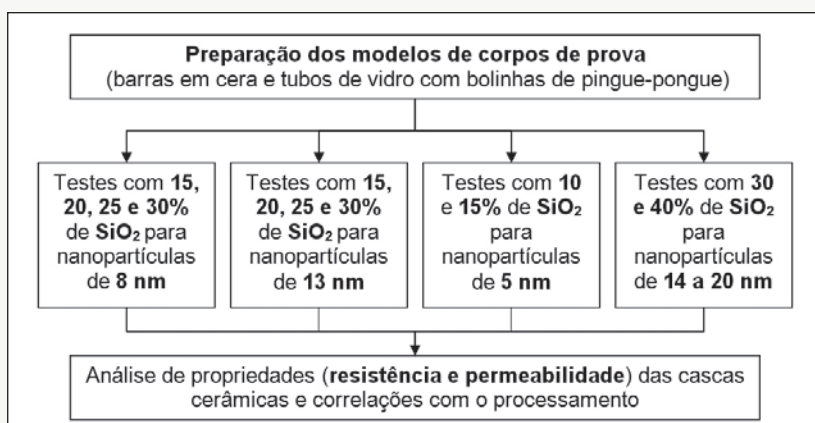 Preparação dos modelos de corpos de prova
(barras em cera e tubos de vidro com bolinhas de pingue-pongue)
Testes com 15,
20, 25 e 30%
de SiO₂ para
nanopartículas
de 8 nm
Testes com 15,
20, 25 e 30%
de SiO₂ para
nanopartículas
de 13 nm
Testes com 10
e 15% de SiO₂
para
nanopartículas
de 5 nm
Testes com 30
e 40% de SiO₂
para
nanopartículas
de 14 a 20 nm
Análise de propriedades (resistência e permeabilidade) das cascas
cerâmicas e correlações com o processamento